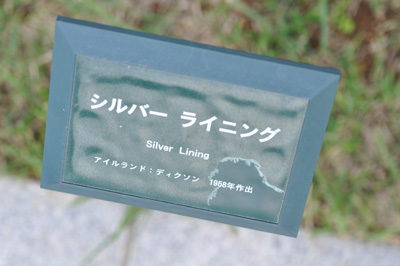 シルバー ライニング
Silver Lining
アイルランド：ディクソン 1958年作出